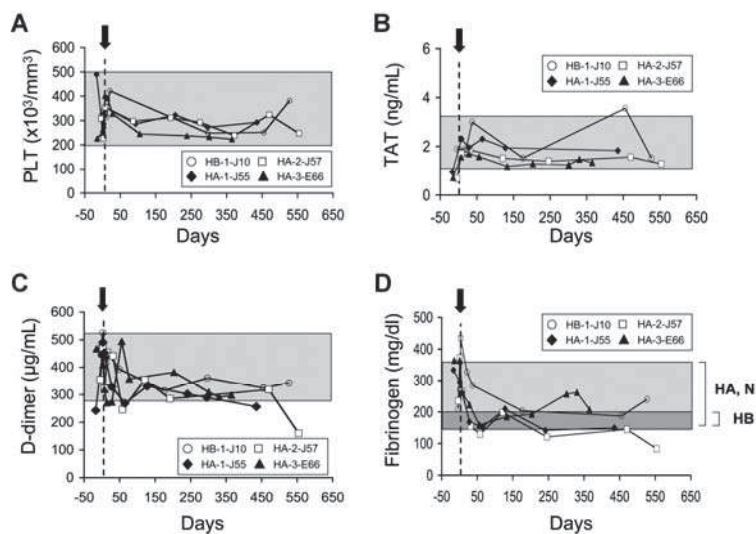 A
PLT (x10³/mm³)
600
500
400
300
200
100
0
-50 50 150 250 350 450 550 650
Days
HB-1-J10 HA-2-J57
HA-1-J55 HA-3-E66
B
TAT (ng/mL)
6
4
2
0
-50 50 150 250 350 450 550 650
Days
HB-1-J10 HA-2-J57
HA-1-J55 HA-3-E66
C
D-dimer (µg/mL)
600
500
400
300
200
100
0
-50 50 150 250 350 450 550 650
Days
HB-1-J10 HA-2-J57
HA-1-J55 HA-3-E66
D
Fibrinogen (mg/dl)
500
400
300
200
100
0
-50 50 150 250 350 450 550 650
Days
HB-1-J10 HA-2-J57
HA-1-J55 HA-3-E66
HA, N
HB